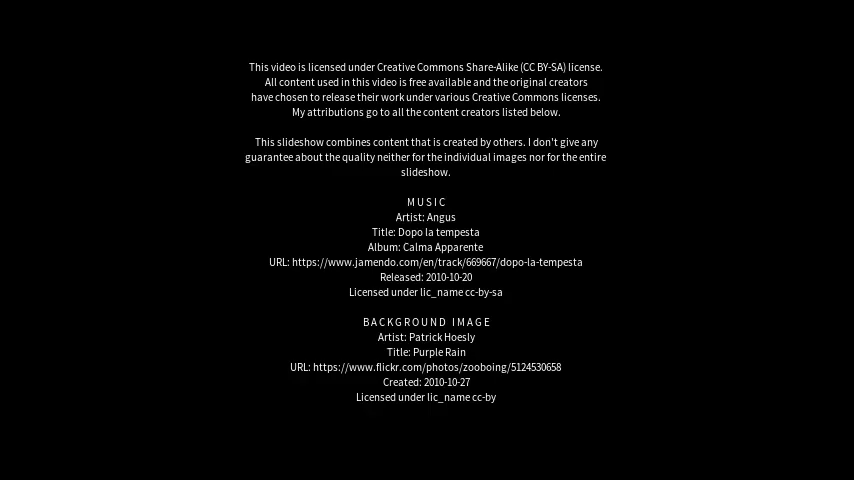 This video is licensed under Creative Commons Share-Alike (CC BY-SA) license.
All content used in this video is free available and the original creators
have chosen to release their work under various Creative Commons licenses.
My attributions go to all the content creators listed below.
This slideshow combines content that is created by others. I don't give any
guarantee about the quality neither for the individual images nor for the entire
slideshow.
MUSIC
Artist: Angus
Title: Dopo la tempesta
Album: Calma Apparente
URL: https://www.jamendo.com/en/track/669667/dopo-la-tempesta
Released: 2010-10-20
Licensed under lic_name cc-by-sa
BACKGROUND IMAGE
Artist: Patrick Hoesly
Title: Purple Rain
URL: https://www.flickr.com/photos/zooboing/5124530658
Created: 2010-10-27
Licensed under lic_name cc-by